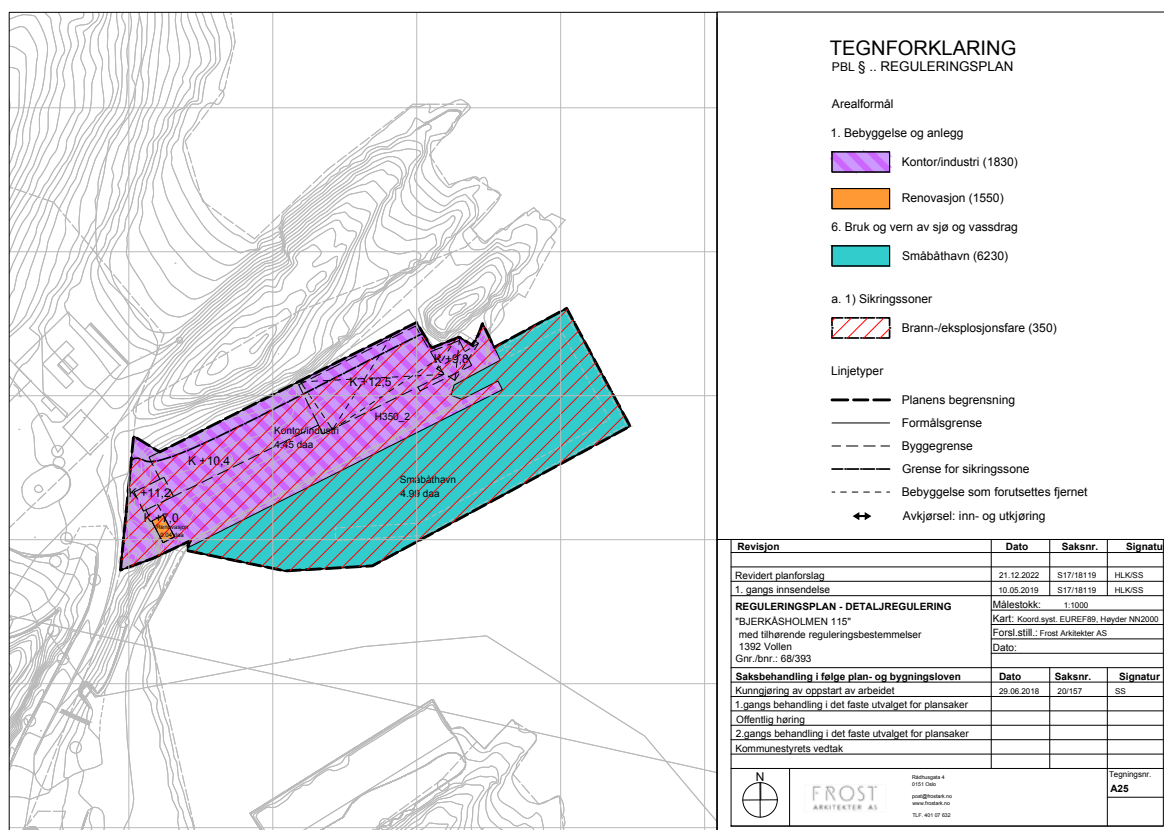 K +9,8
K +12,5
H350_2
Kontor/industri
4.45 daa
K +10,4
Småbåthavn
4.99 daa
K +11,2
K +7,0
Renovasjon
TEGNFORKLARING
PBL § .. REGULERINGSPLAN
Arealformål
1. Bebyggelse og anlegg
Kontor/industri (1830)
Renovasjon (1550)
6. Bruk og vern av sjø og vassdrag
Småbåthavn (6230)
a. 1) Sikringssoner
Brann-/eksplosjonsfare (350)
Linjetyper
Planens begrensning
Formålsgrense
Byggegrense
Grense for sikringssone
Bebyggelse som forutsettes fjernet
Avkjørsel: inn- og utkjøring
Revisjon Dato Saksnr. Signatu
Revidert planforslag 21.12.2022 S17/18119 HLK/SS
1. gangs innsendelse 10.05.2019 S17/18119 HLK/SS
REGULERINGSPLAN - DETALJREGULERING
"BJERKÅSHOLMEN 115"
med tilhørende reguleringsbestemmelser
1392 Vollen
Gnr./bnr.: 68/393
Målestokk: 1:1000
Kart: Koord.syst. EUREF89, Høyder NN2000
Forsl.still.: Frost Arkitekter AS
Dato:
Saksbehandling i følge plan- og bygningsloven Dato Saksnr. Signatur
Kunngjøring av oppstart av arbeidet 29.06.2018 20/157 SS
1.gangs behandling i det faste utvalget for plansaker
Offentlig høring
2.gangs behandling i det faste utvalget for plansaker
Kommunestyrets vedtak
N
FROST
ARKITEKTER AS
Rådhusgata 4
0151 Oslo
post@frostark.no
www.frostark.no
TLF. 401 07 632
Tegningsnr.
A25